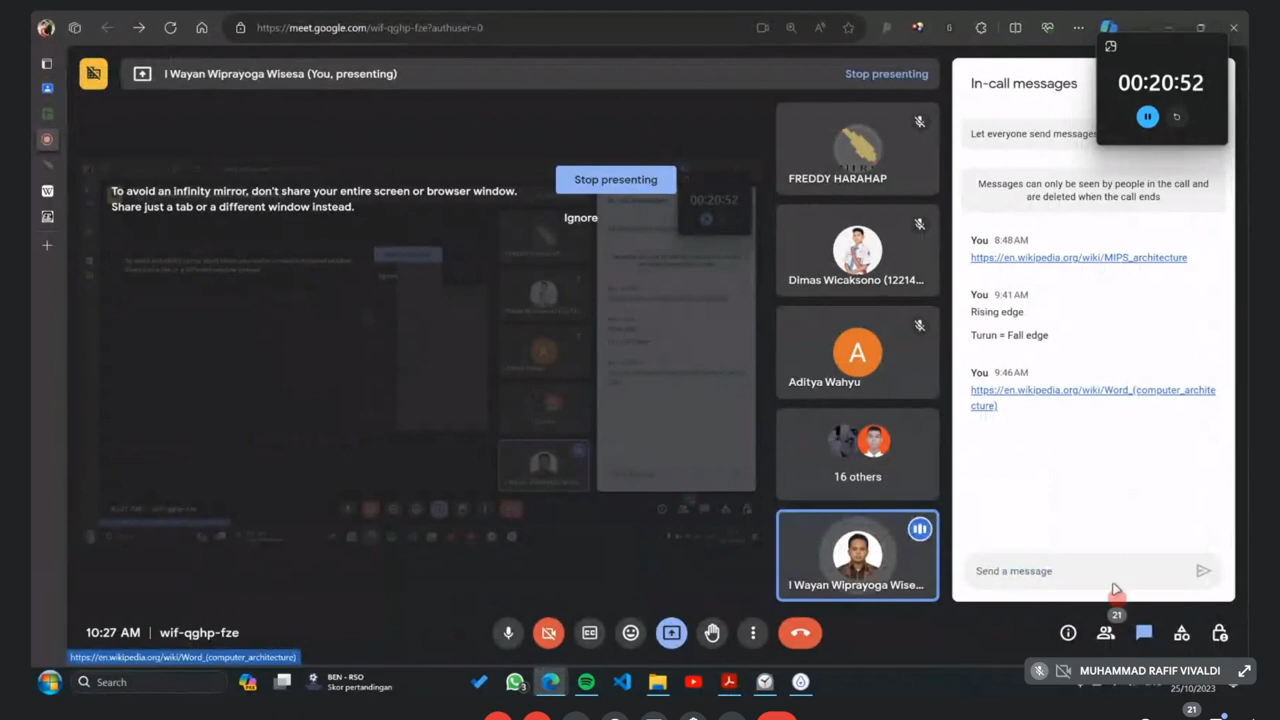 https://meet.google.com/wif-qghp-fze?authuser=0
I Wayan Wiprayoga Wisesa (You, presenting)
Stop presenting
To avoid an infinity mirror, don't share your entire screen or browser window.
Share just a tab or a different window instead.
Stop presenting
Ignore
00:20:52
FREDDY HARAHAP
Dimas Wicaksono (12214...
A
Aditya Wahyu
16 others
I Wayan Wiprayoga Wise...
In-call messages
00:20:52
Let everyone send messages
Messages can only be seen by people in the call and
are deleted when the call ends
You 8:48 AM
https://en.wikipedia.org/wiki/MIPS_architecture
You 9:41 AM
Rising edge
Turun = Fall edge
You 9:46 AM
https://en.wikipedia.org/wiki/Word_(computer_archite
cture)
Send a message
21
10:27 AM | wif-qghp-fze
https://en.wikipedia.org/wiki/Word_(computer_architecture)
MUHAMMAD RAFIF VIVALDI
Search
BEN - RSO
Skor pertandingan
3
25/10/2023
21